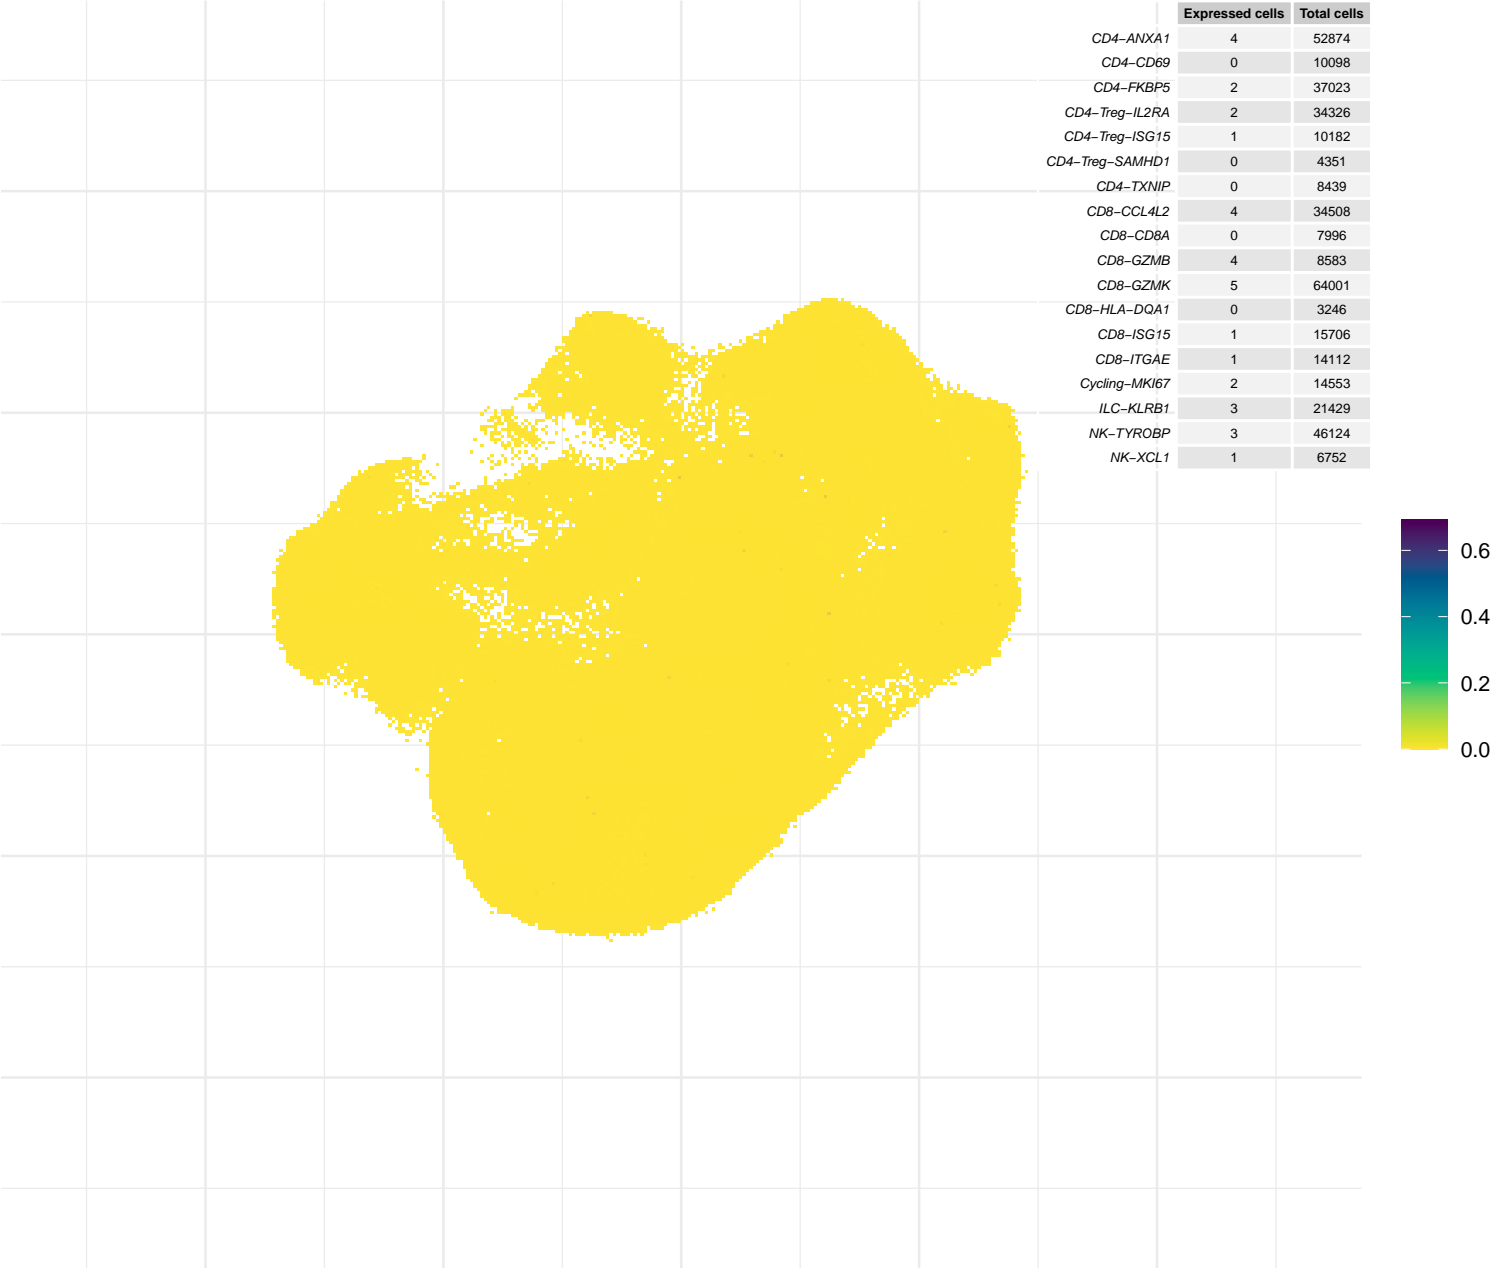 Expressed cells Total cells
CD4−ANXA1 4 52874
CD4−CD69 0 10098
CD4−FKBP5 2 37023
CD4−Treg−IL2RA 2 34326
CD4−Treg−ISG15 1 10182
CD4−Treg−SAMHD1 0 4351
CD4−TXNIP 0 8439
CD8−CCL4L2 4 34508
CD8−CD8A 0 7996
CD8−GZMB 4 8583
CD8−GZMK 5 64001
CD8−HLA−DQA1 0 3246
CD8−ISG15 1 15706
CD8−ITGAE 1 14112
Cycling−MKI67 2 14553
ILC−KLRB1 3 21429
NK−TYROBP 3 46124
NK−XCL1 1 6752
0.6
0.4
0.2
0.0